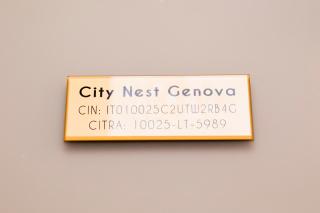 City Nest Genova
CIN: IT010025C2UTW2RB4G
CITRA: 10025-LT-5989